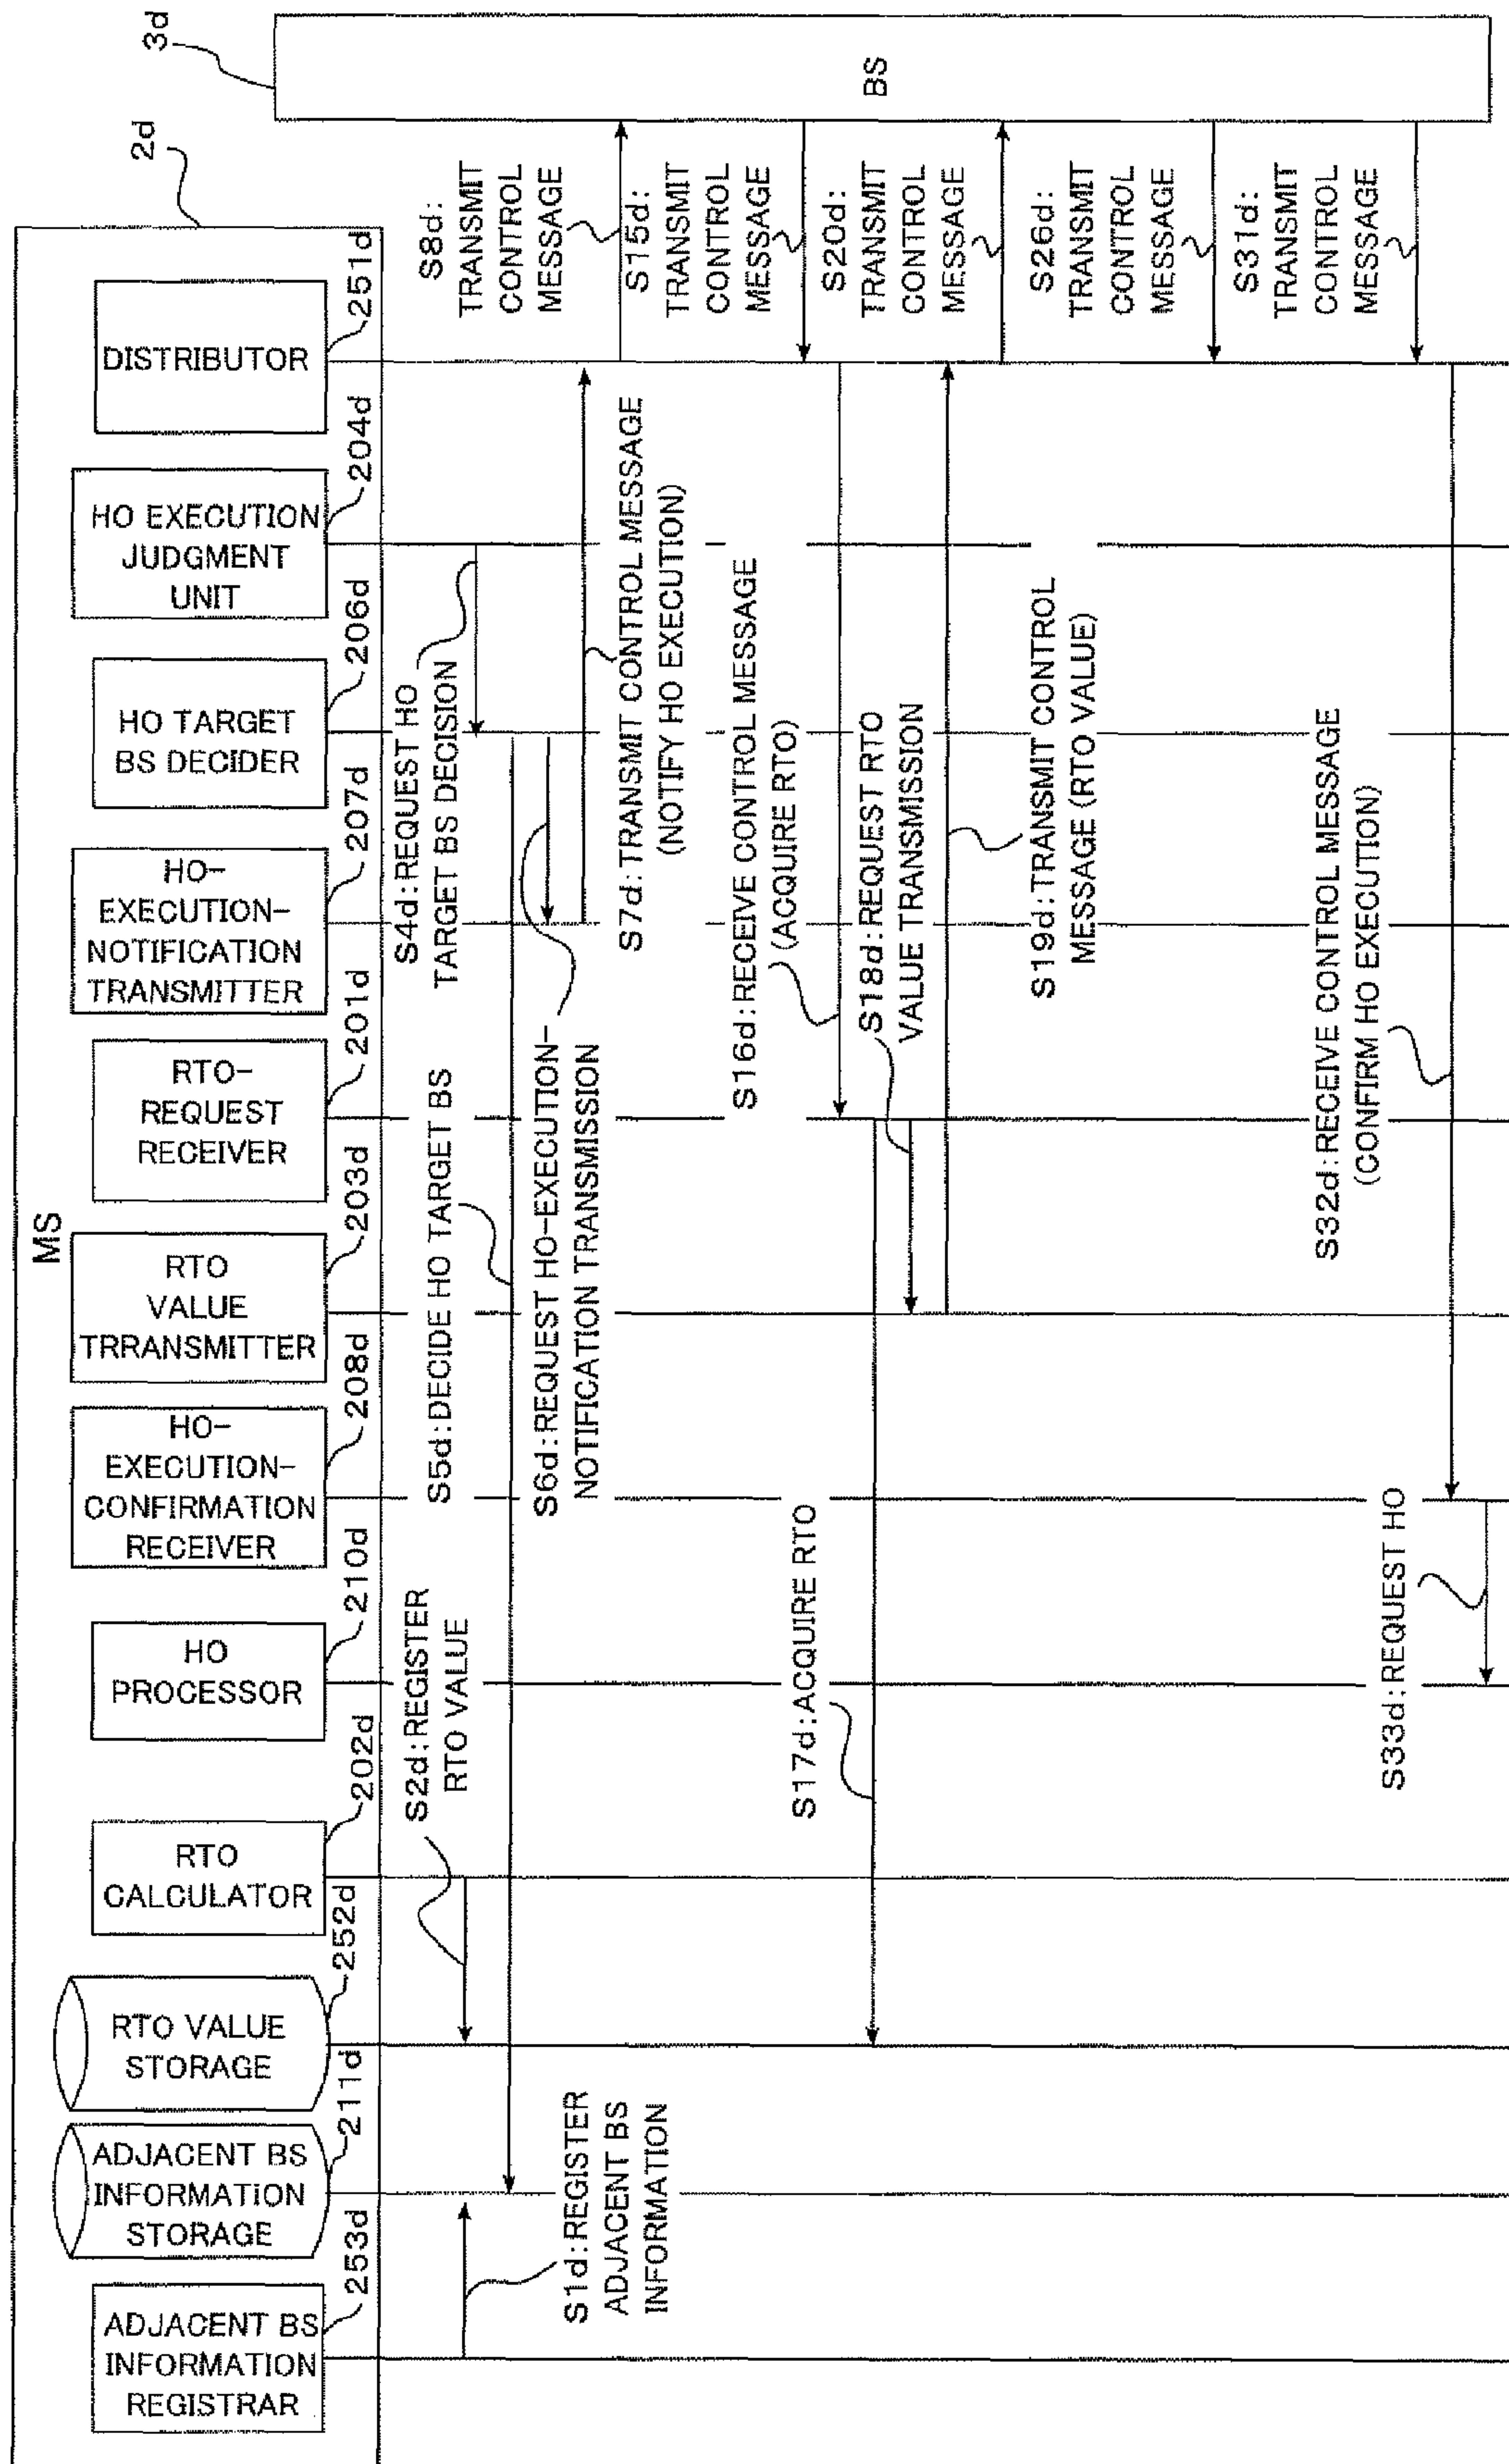 MS
2d
3d
ADJACENT BS
INFORMATION
REGISTRAR
253d
ADJACENT BS
INFORMATION
STORAGE
211d
RTO VALUE
STORAGE
252d
RTO
CALCULATOR
202d
HO
PROCESSOR
210d
HO-
EXECUTION-
CONFIRMATION
RECEIVER
208d
RTO
VALUE
TRRANSMITTER
203d
RTO-
REQUEST
RECEIVER
201d
HO-
EXECUTION-
NOTIFICATION
TRANSMITTER
207d
HO TARGET
BS DECIDER
206d
HO EXECUTION
JUDGMENT
UNIT
204d
DISTRIBUTOR
251d
BS
S1d:REGISTER
ADJACENT BS
INFORMATION
S2d:REGISTER
RTO VALUE
S4d:REQUEST HO
TARGET BS DECISION
S5d:DECIDE HO TARGET BS
S6d:REQUEST HO-EXECUTION-
NOTIFICATION TRANSMISSION
S7d:TRANSMIT CONTROL MESSAGE
(NOTIFY HO EXECUTION)
S8d:
TRANSMIT
CONTROL
MESSAGE
S15d:
TRANSMIT
CONTROL
MESSAGE
S16d:RECEIVE CONTROL MESSAGE
(ACQUIRE RTO)
S17d:ACQUIRE RTO
S18d:REQUEST RTO
VALUE TRANSMISSION
S19d:TRANSMIT CONTROL
MESSAGE (RTO VALUE)
S20d:
TRANSMIT
CONTROL
MESSAGE
S26d:
TRANSMIT
CONTROL
MESSAGE
S31d:
TRANSMIT
CONTROL
MESSAGE
S32d:RECEIVE CONTROL MESSAGE
(CONFIRM HO EXECUTION)
S33d:REQUEST HO